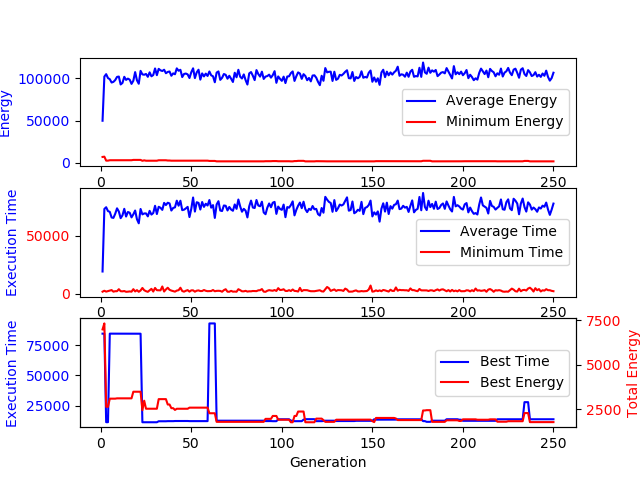 Energy
100000
50000
0
Average Energy
Minimum Energy
0 50 100 150 200 250
Execution Time
50000
0
Average Time
Minimum Time
0 50 100 150 200 250
Execution Time
75000
50000
25000
Best Time
Best Energy
7500
5000
2500
Total Energy
0 50 100 150 200 250
Generation